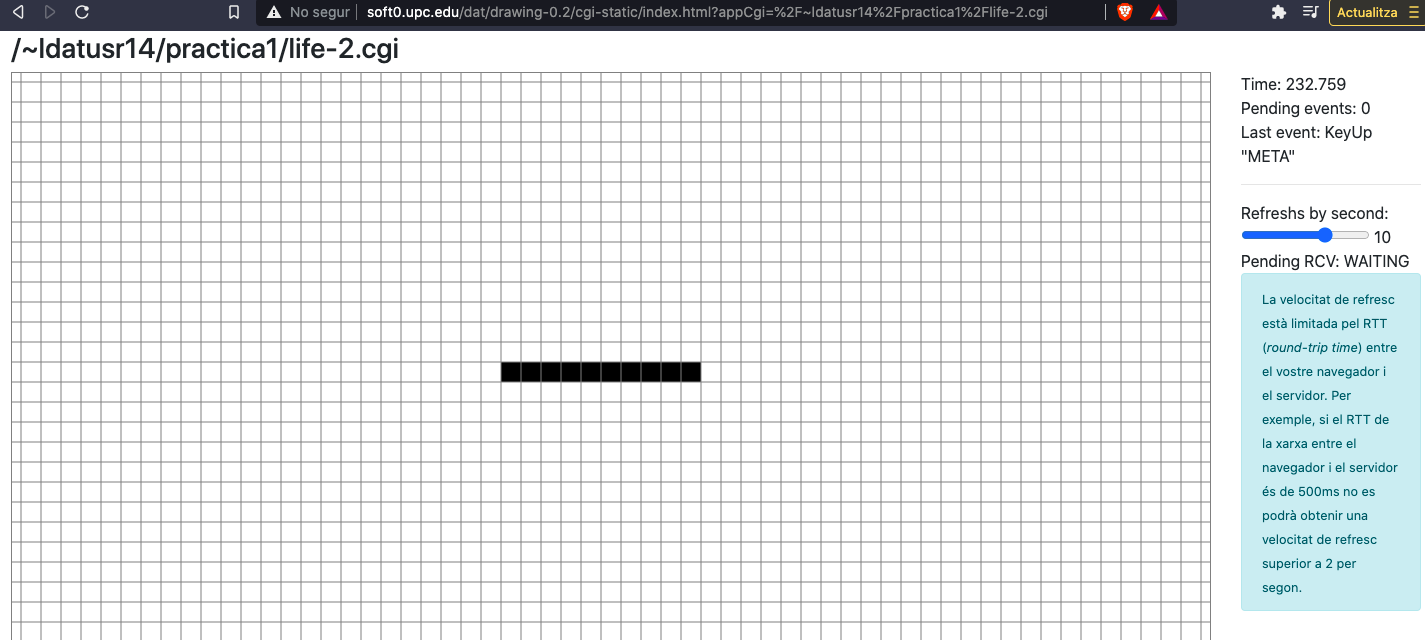 No segur
soft0.upc.edu/dat/drawing-0.2/cgi-static/index.html?appCgi=%2F~ldatusr14%2Fpractica1%2Flife-2.cgi
Actualitza
/~ldatusr14/practica1/life-2.cgi
Time: 232.759
Pending events: 0
Last event: KeyUp
"META"
Refreshs by second:
10
Pending RCV: WAITING
La velocitat de refresc
està limitada pel RTT
(round-trip time) entre
el vostre navegador i
el servidor. Per
exemple, si el RTT de
la xarxa entre el
navegador i el servidor
és de 500ms no es
podrà obtenir una
velocitat de refresc
superior a 2 per
segon.